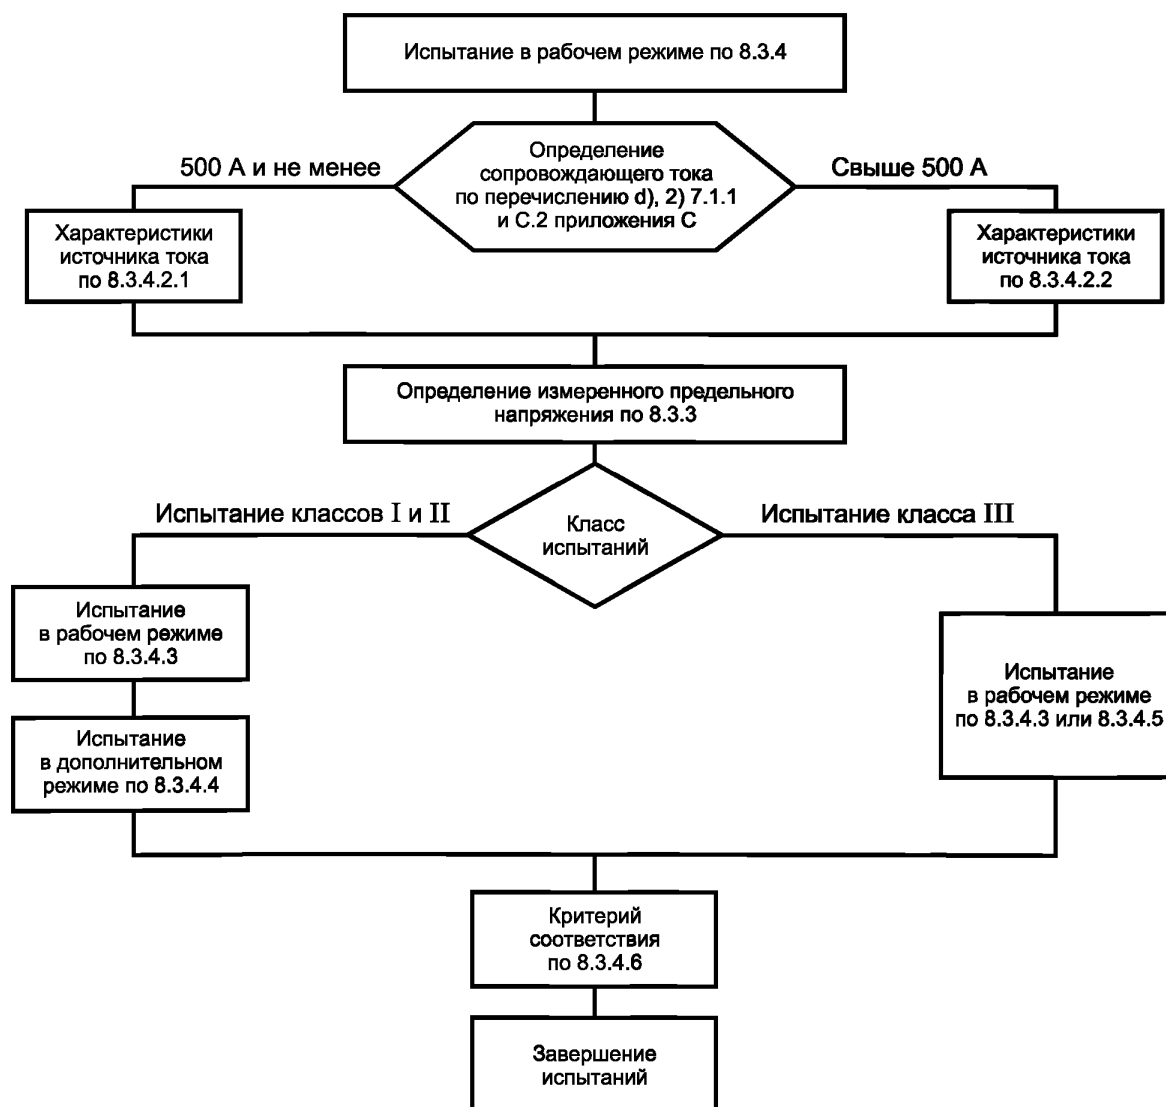 Испытание в рабочем режиме по 8.3.4
500 А и не менее
Определение
сопровождающего тока
по перечислению d), 2) 7.1.1
и С.2 приложения С
Свыше 500 А
Характеристики
источника тока
по 8.3.4.2.1
Характеристики
источника тока
по 8.3.4.2.2
Определение измеренного предельного
напряжения по 8.3.3
Испытание классов I и II
Класс
испытаний
Испытание класса III
Испытание
в рабочем режиме
по 8.3.4.3
Испытание
в дополнительном
режиме по 8.3.4.4
Испытание
в рабочем режиме
по 8.3.4.3 или 8.3.4.5
Критерий
соответствия
по 8.3.4.6
Завершение
испытаний